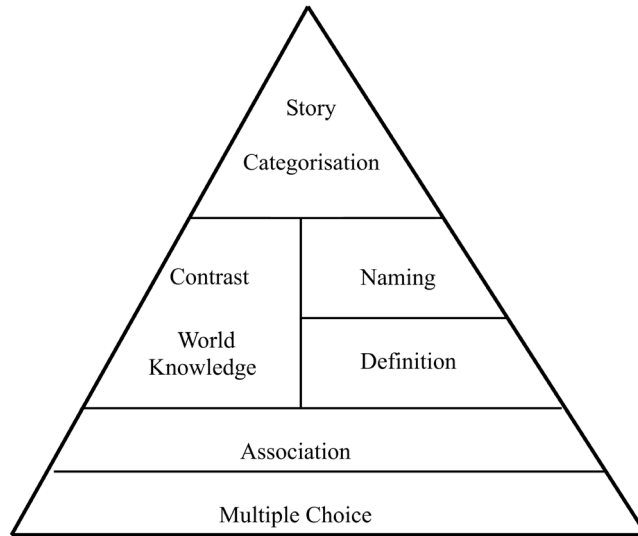 Story
Categorisation
Contrast
Naming
World
Knowledge
Definition
Association
Multiple Choice